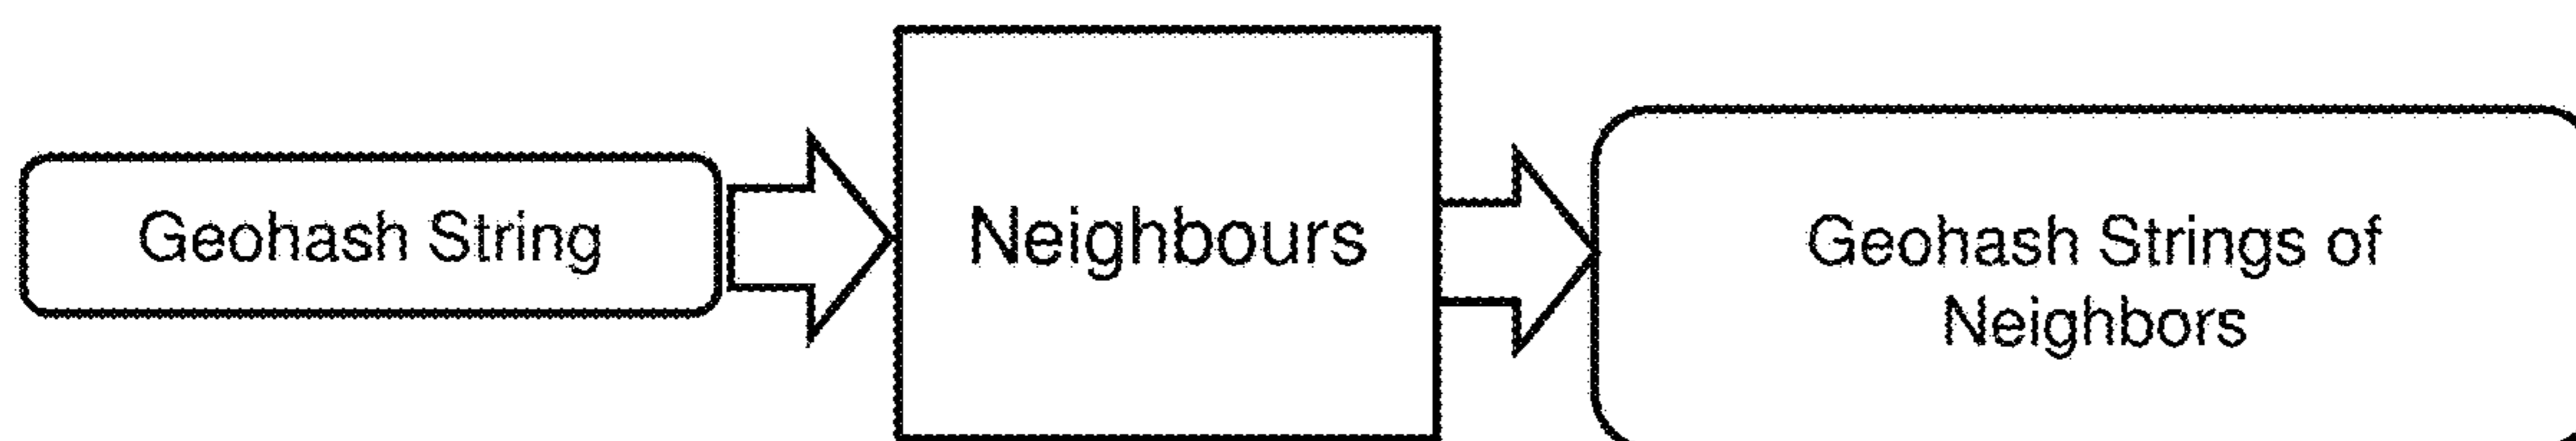 Geohash String
Neighbours
Geohash Strings of
Neighbors